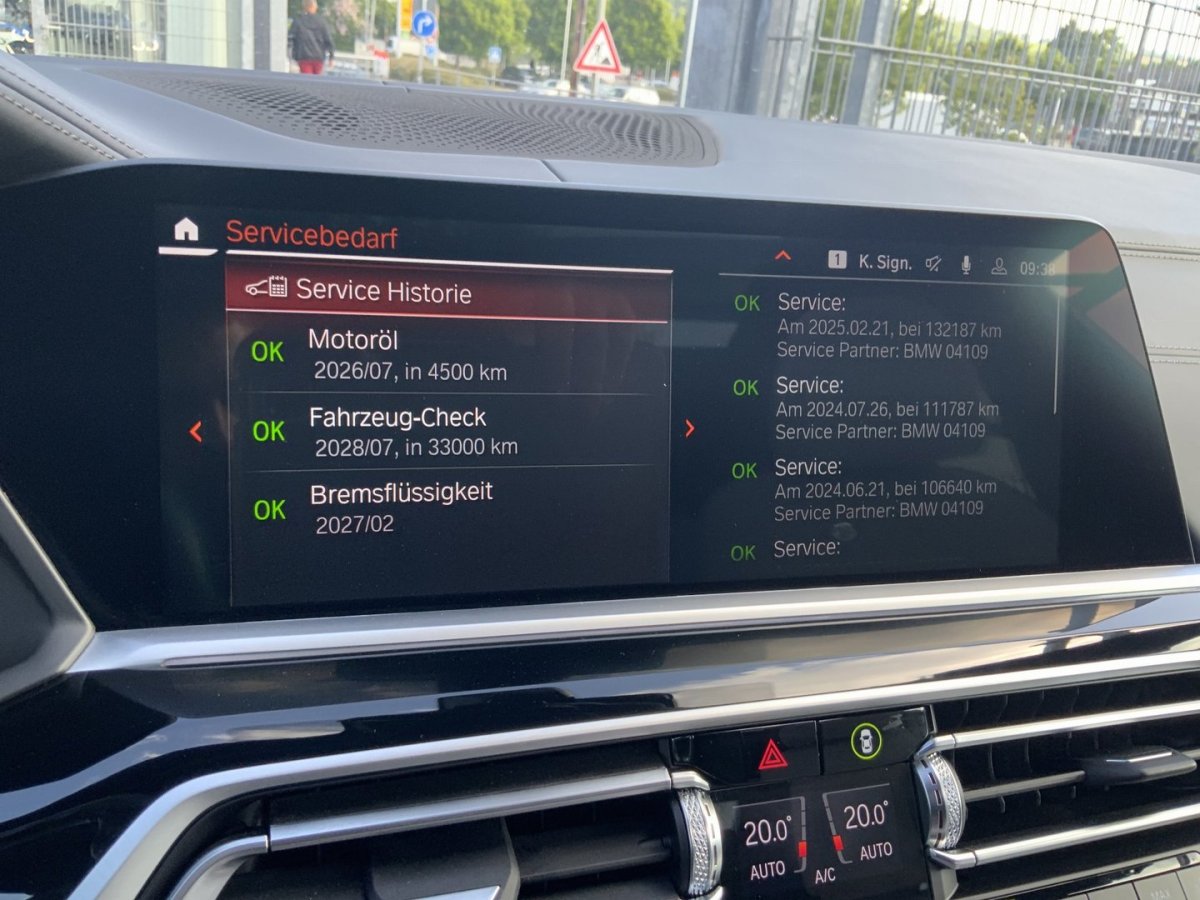 Servicebedarf
1 K. Sign. 09:38
Service Historie
OK Motoröl
2026/07, in 4500 km
OK Fahrzeug-Check
2028/07, in 33000 km
OK Bremsflüssigkeit
2027/02
OK Service:
Am 2025.02.21, bei 132187 km
Service Partner: BMW 04109
OK Service:
Am 2024.07.26, bei 111787 km
Service Partner: BMW 04109
OK Service:
Am 2024.06.21, bei 106640 km
Service Partner: BMW 04109
OK Service:
20.0° 20.0°
AUTO A/C AUTO